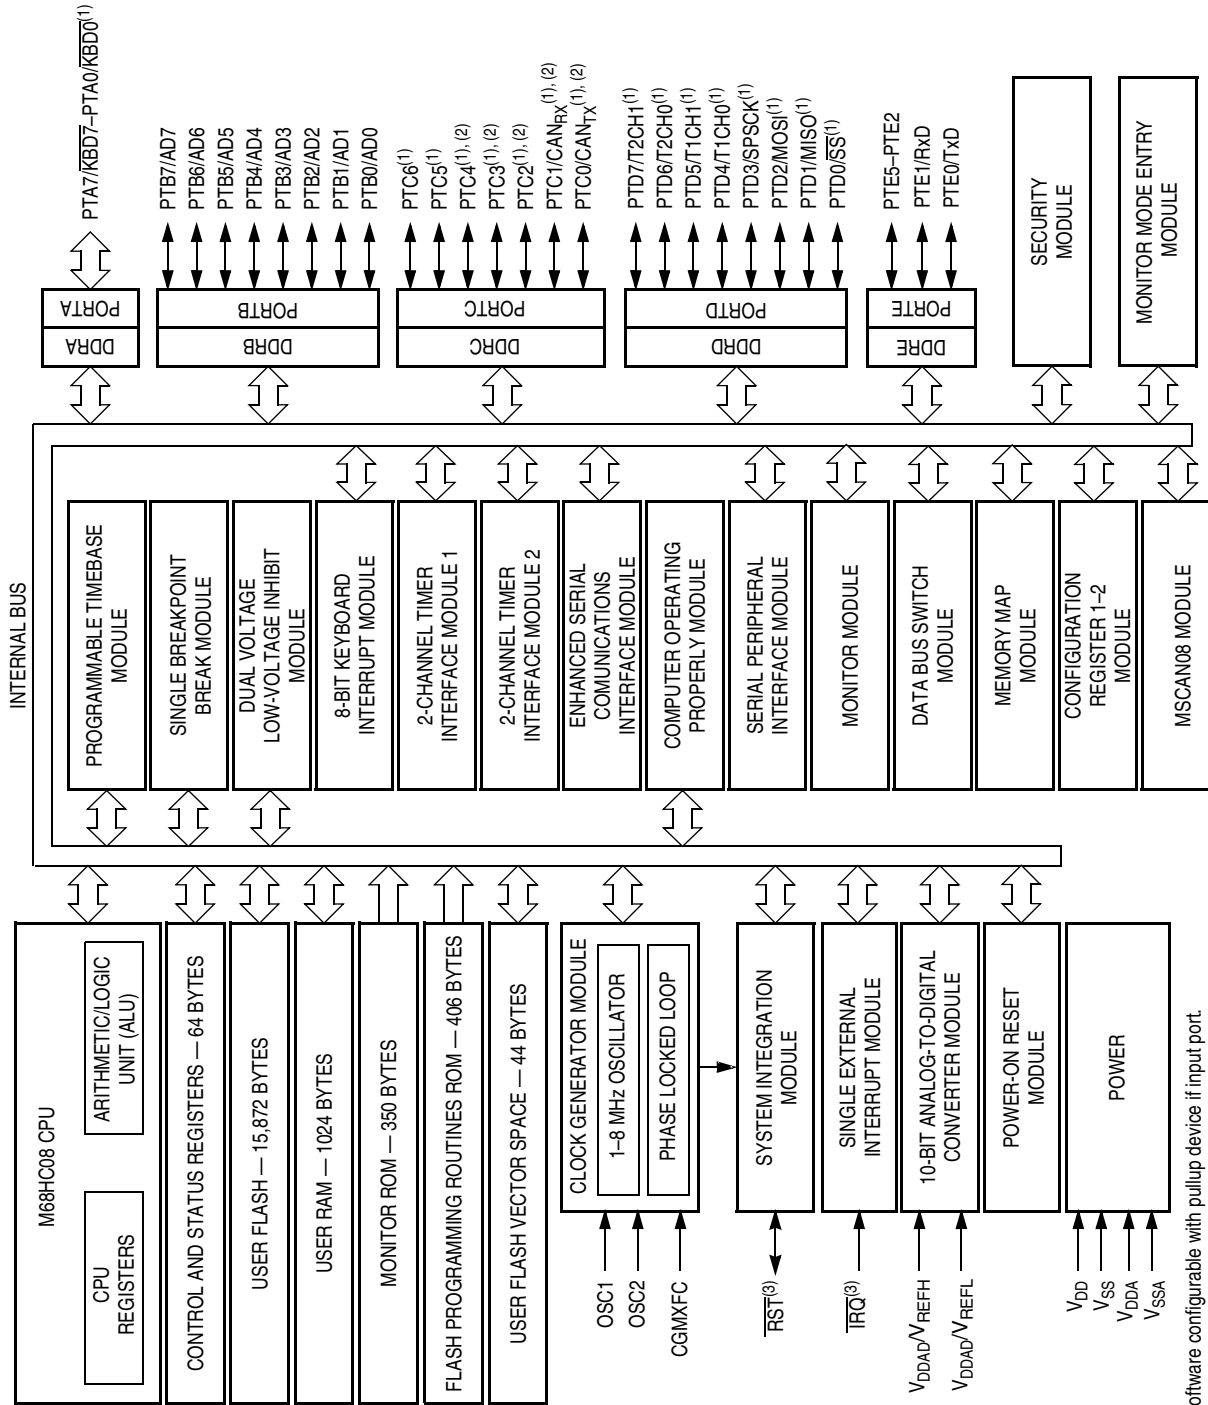 INTERNAL BUS
M68HC08 CPU
CPU
REGISTERS
ARITHMETIC/LOGIC
UNIT (ALU)
CONTROL AND STATUS REGISTERS — 64 BYTES
USER FLASH — 15,872 BYTES
USER RAM — 1024 BYTES
MONITOR ROM — 350 BYTES
FLASH PROGRAMMING ROUTINES ROM — 406 BYTES
USER FLASH VECTOR SPACE — 44 BYTES
CLOCK GENERATOR MODULE
1–8 MHz OSCILLATOR
PHASE LOCKED LOOP
OSC1
OSC2
CGMXFC
SYSTEM INTEGRATION
MODULE
RST(3)
SINGLE EXTERNAL
INTERRUPT MODULE
IRQ(3)
10-BIT ANALOG-TO-DIGITAL
CONVERTER MODULE
VDDAD/VREFH
VDDAD/VREFL
POWER-ON RESET
MODULE
POWER
VDD
VSS
VDDA
VSSA
PROGRAMMABLE TIMEBASE
MODULE
SINGLE BREAKPOINT
BREAK MODULE
DUAL VOLTAGE
LOW-VOLTAGE INHIBIT
MODULE
8-BIT KEYBOARD
INTERRUPT MODULE
2-CHANNEL TIMER
INTERFACE MODULE 1
2-CHANNEL TIMER
INTERFACE MODULE 2
ENHANCED SERIAL
COMUNICATIONS
INTERFACE MODULE
COMPUTER OPERATING
PROPERLY MODULE
SERIAL PERIPHERAL
INTERFACE MODULE
MONITOR MODULE
DATA BUS SWITCH
MODULE
MEMORY MAP
MODULE
CONFIGURATION
REGISTER 1–2
MODULE
MSCAN08 MODULE
DDRA
PORTA
PTA7/KBD7–PTA0/KBD0(1)
DDRB
PORTB
PTB7/AD7
PTB6/AD6
PTB5/AD5
PTB4/AD4
PTB3/AD3
PTB2/AD2
PTB1/AD1
PTB0/AD0
DDRC
PORTC
PTC6(1)
PTC5(1)
PTC4(1), (2)
PTC3(1), (2)
PTC2(1), (2)
PTC1/CANRX(1), (2)
PTC0/CANTX(1), (2)
DDRD
PORTD
PTD7/T2CH1(1)
PTD6/T2CH0(1)
PTD5/T1CH1(1)
PTD4/T1CH0(1)
PTD3/SPSCK(1)
PTD2/MOSI(1)
PTD1/MISO(1)
PTD0/SS(1)
DDRE
PORTE
PTE5–PTE2
PTE1/RxD
PTE0/TxD
SECURITY
MODULE
MONITOR MODE ENTRY
MODULE
oftware configurable with pullup device if input port.